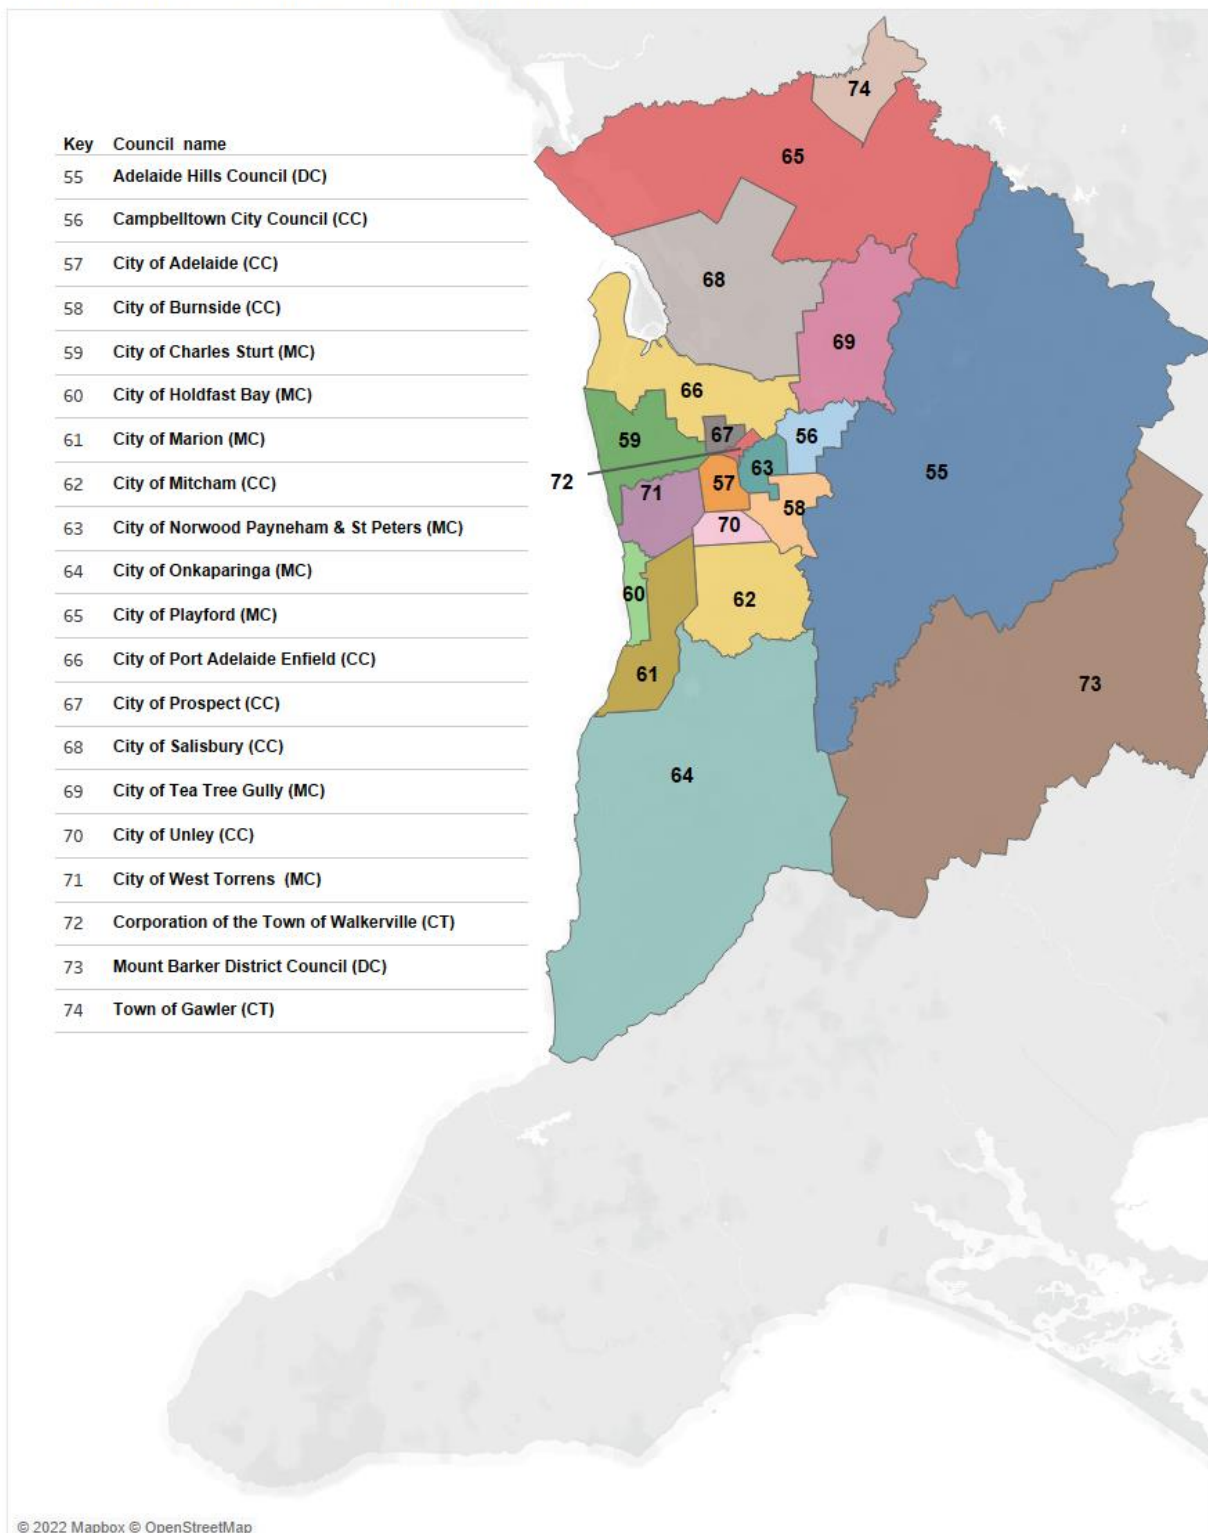 Key Council name
55 Adelaide Hills Council (DC)
56 Campbelltown City Council (CC)
57 City of Adelaide (CC)
58 City of Burnside (CC)
59 City of Charles Sturt (MC)
60 City of Holdfast Bay (MC)
61 City of Marion (MC)
62 City of Mitcham (CC)
63 City of Norwood Payneham & St Peters (MC)
64 City of Onkaparinga (MC)
65 City of Playford (MC)
66 City of Port Adelaide Enfield (CC)
67 City of Prospect (CC)
68 City of Salisbury (CC)
69 City of Tea Tree Gully (MC)
70 City of Unley (CC)
71 City of West Torrens (MC)
72 Corporation of the Town of Walkerville (CT)
73 Mount Barker District Council (DC)
74 Town of Gawler (CT)
74
65
68
69
66
67
59
56
63
72
57
55
71
58
70
60
62
61
73
64
© 2022 Mapbox © OpenStreetMap